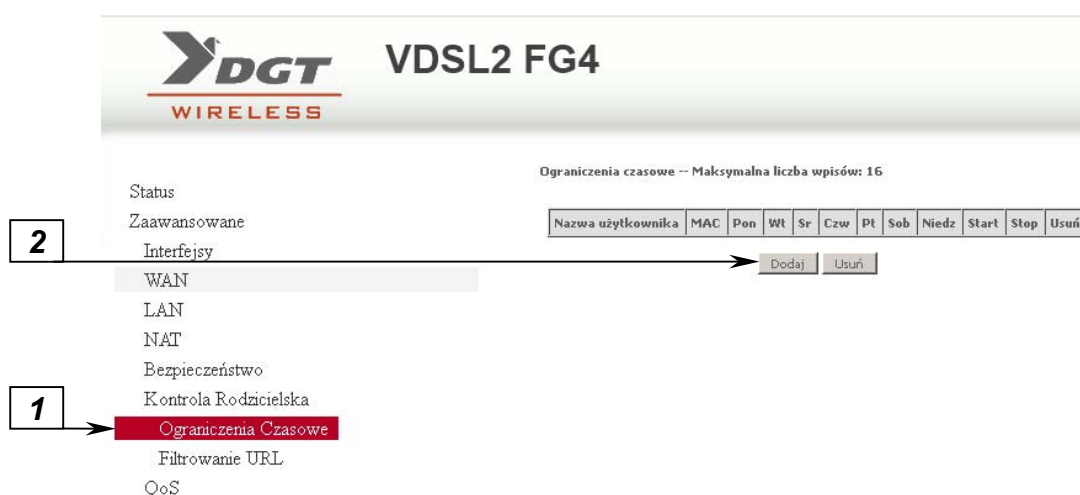 DGT
WIRELESS
VDSL2 FG4
Status
Zaawansowane
Interfejsy
WAN
LAN
NAT
Bezpieczeństwo
Kontrola Rodzicielska
Ograniczenia Czasowe
Filtrowanie URL
QoS
Ograniczenia czasowe -- Maksymalna liczba wpisów: 16
Nazwa użytkownika MAC Pon Wt Sr Czw Pt Sob Niedz Start Stop Usuń
Dodaj Usuń
2
1